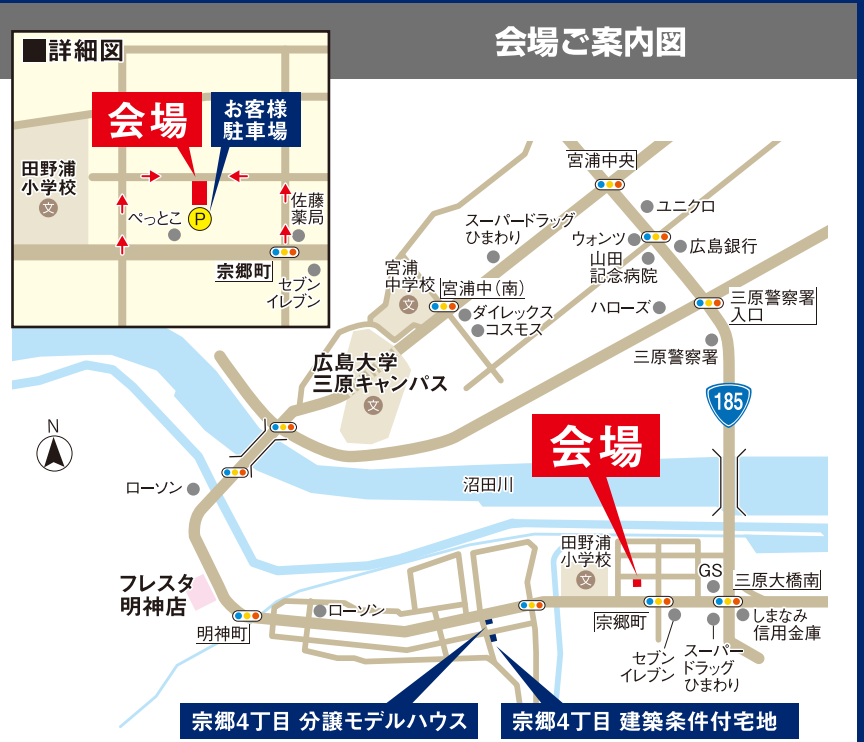 会場ご案内図
■詳細図
会場
お客様
駐車場
田野浦
小学校
文
ぺっとこ
P
佐藤
薬局
宗郷町
セブン
イレブン
宮浦中央
ユニクロ
スーパードラッグ
ひまわり
ウォンツ
広島銀行
山田
記念病院
宮浦
中学校
文
宮浦中(南)
ダイレックス
コスモス
ハローズ
三原警察署
入口
三原警察署
広島大学
三原キャンパス
文
185
N
会場
ローソン
沼田川
田野浦
小学校
文
GS
三原大橋南
フレスタ
明神店
ローソン
明神町
宗郷町
しまなみ
信用金庫
セブン
イレブン
スーパー
ドラッグ
ひまわり
宗郷4丁目 分譲モデルハウス
宗郷4丁目 建築条件付宅地